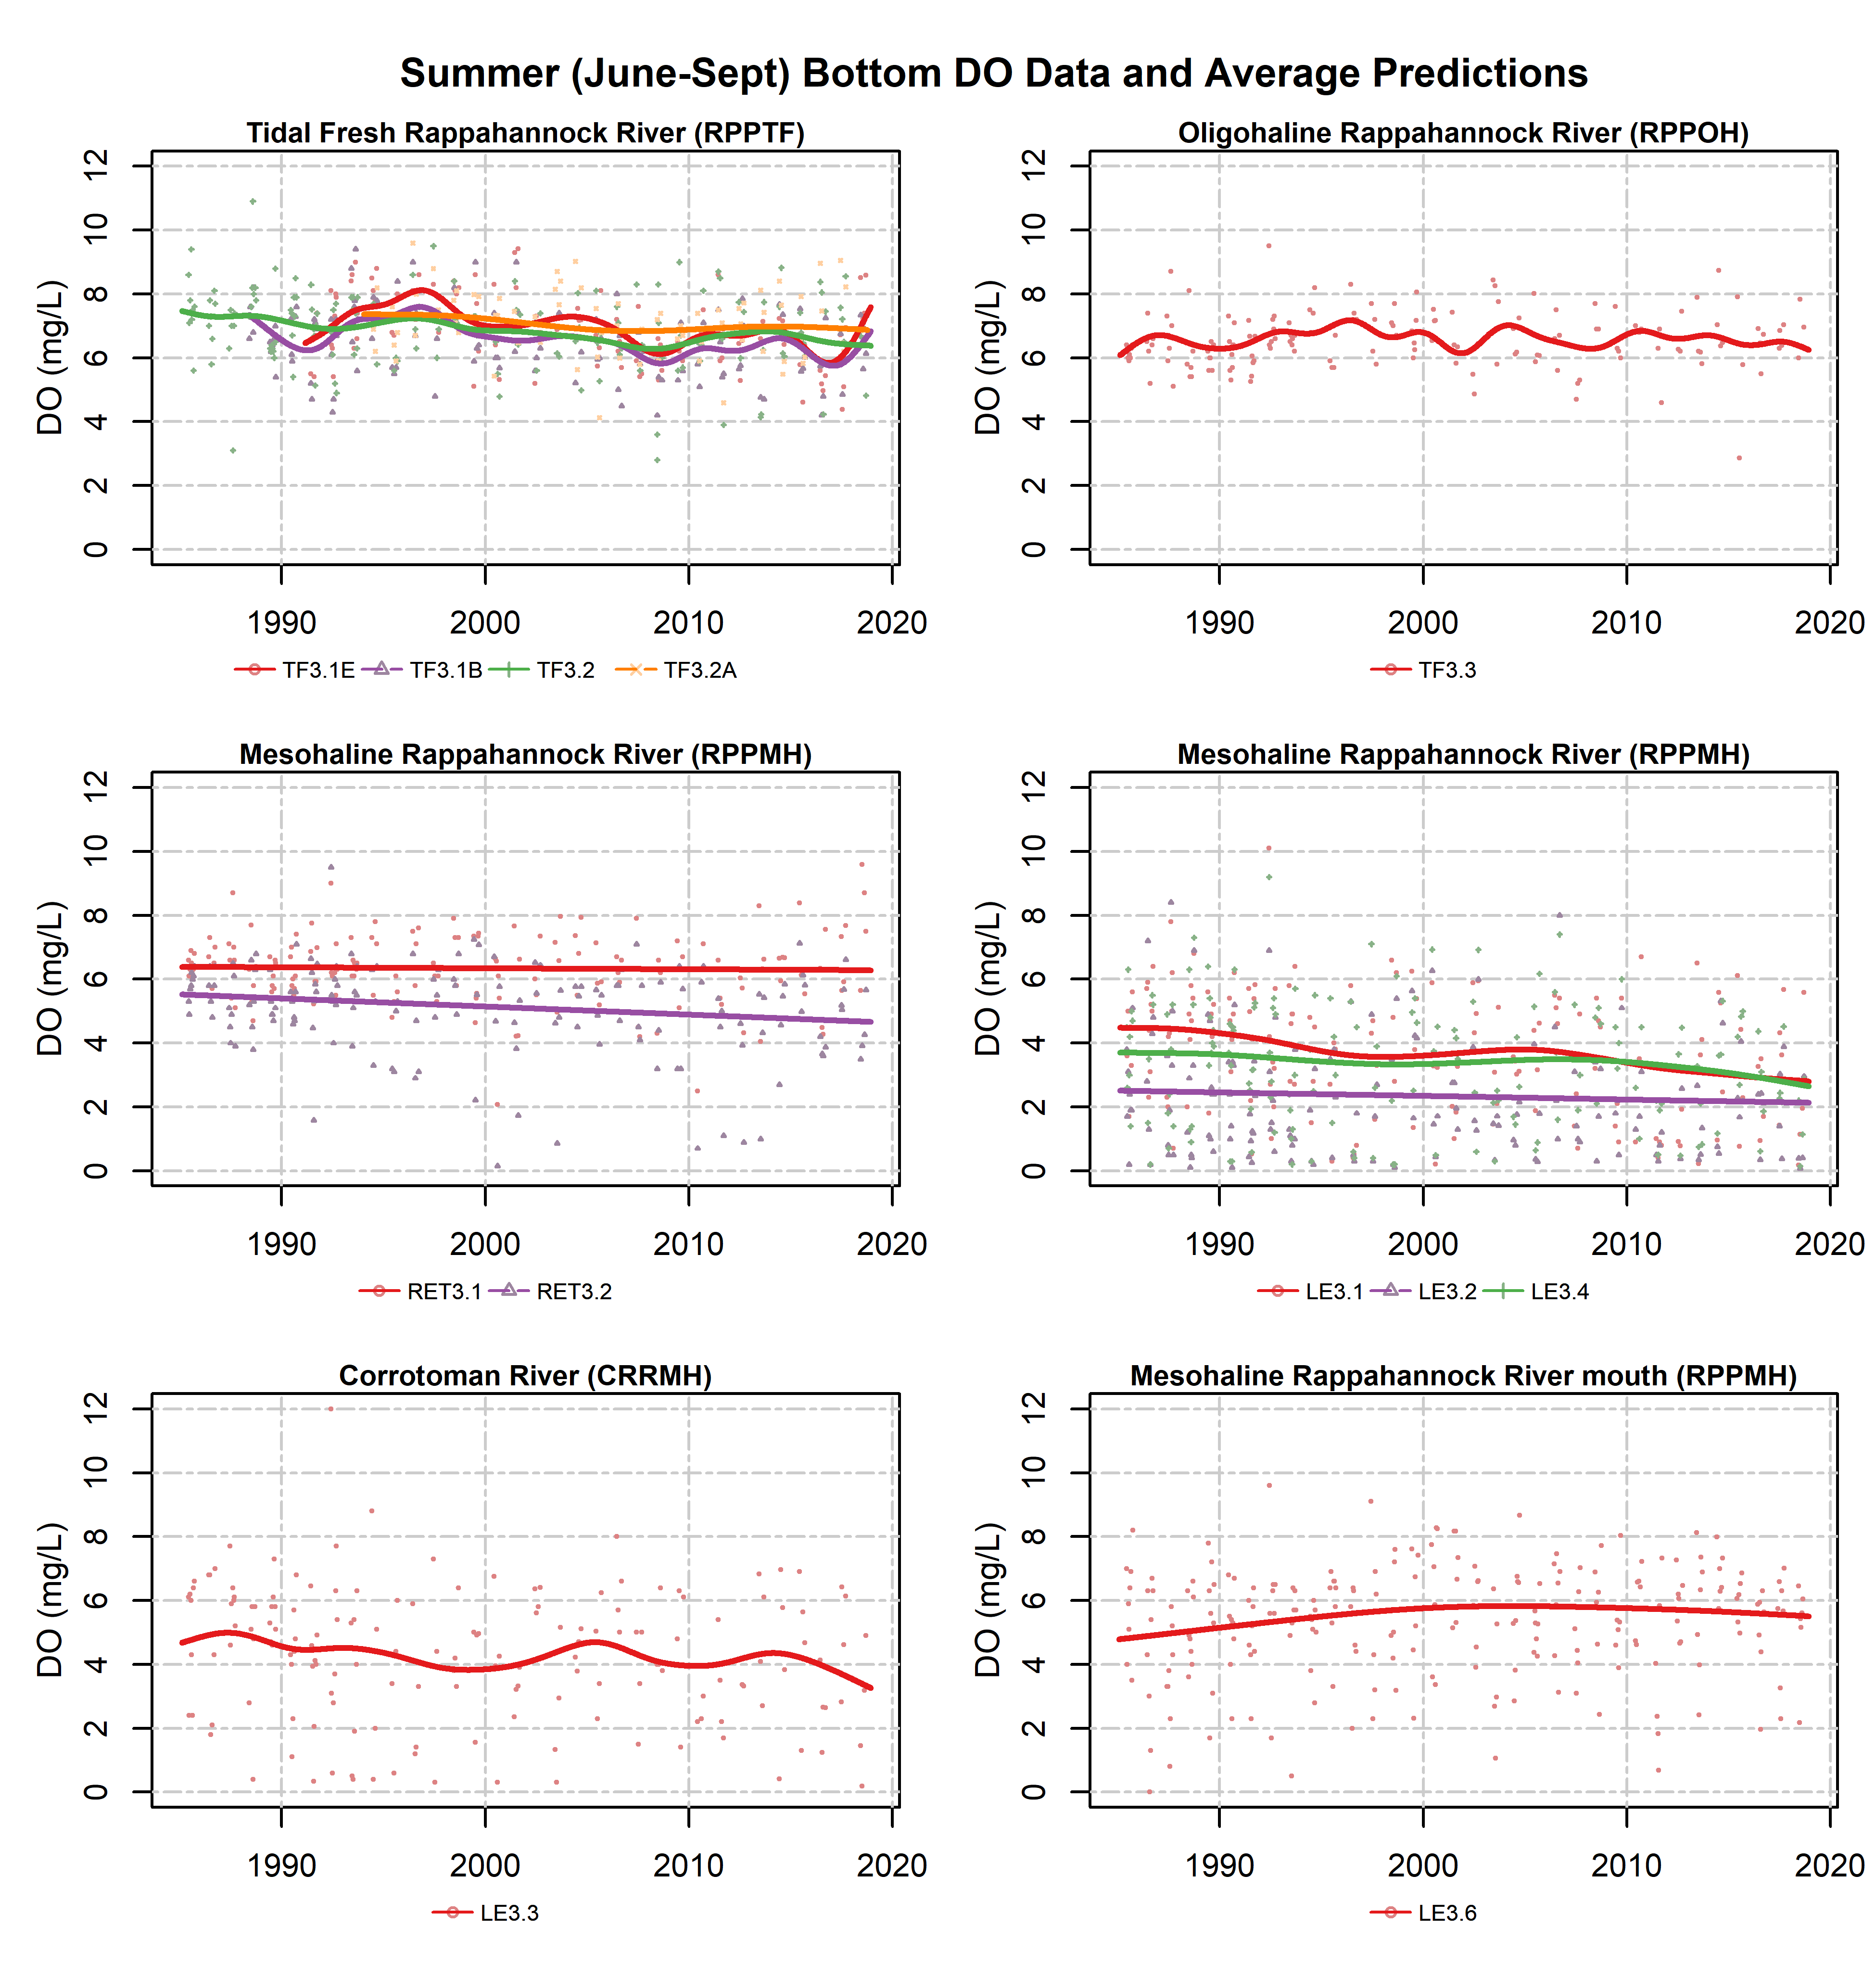 Summer (June-Sept) Bottom DO Data and Average Predictions
Tidal Fresh Rappahannock River (RPPTF)
DO (mg/L)
12
10
8
6
4
2
0
1990 2000 2010 2020
TF3.1E TF3.1B TF3.2 TF3.2A
Oligohaline Rappahannock River (RPPOH)
DO (mg/L)
12
10
8
6
4
2
0
1990 2000 2010 2020
TF3.3
Mesohaline Rappahannock River (RPPMH)
DO (mg/L)
12
10
8
6
4
2
0
1990 2000 2010 2020
RET3.1 RET3.2
Mesohaline Rappahannock River (RPPMH)
DO (mg/L)
12
10
8
6
4
2
0
1990 2000 2010 2020
LE3.1 LE3.2 LE3.4
Corrotoman River (CRRMH)
DO (mg/L)
12
10
8
6
4
2
0
1990 2000 2010 2020
LE3.3
Mesohaline Rappahannock River mouth (RPPMH)
DO (mg/L)
12
10
8
6
4
2
0
1990 2000 2010 2020
LE3.6